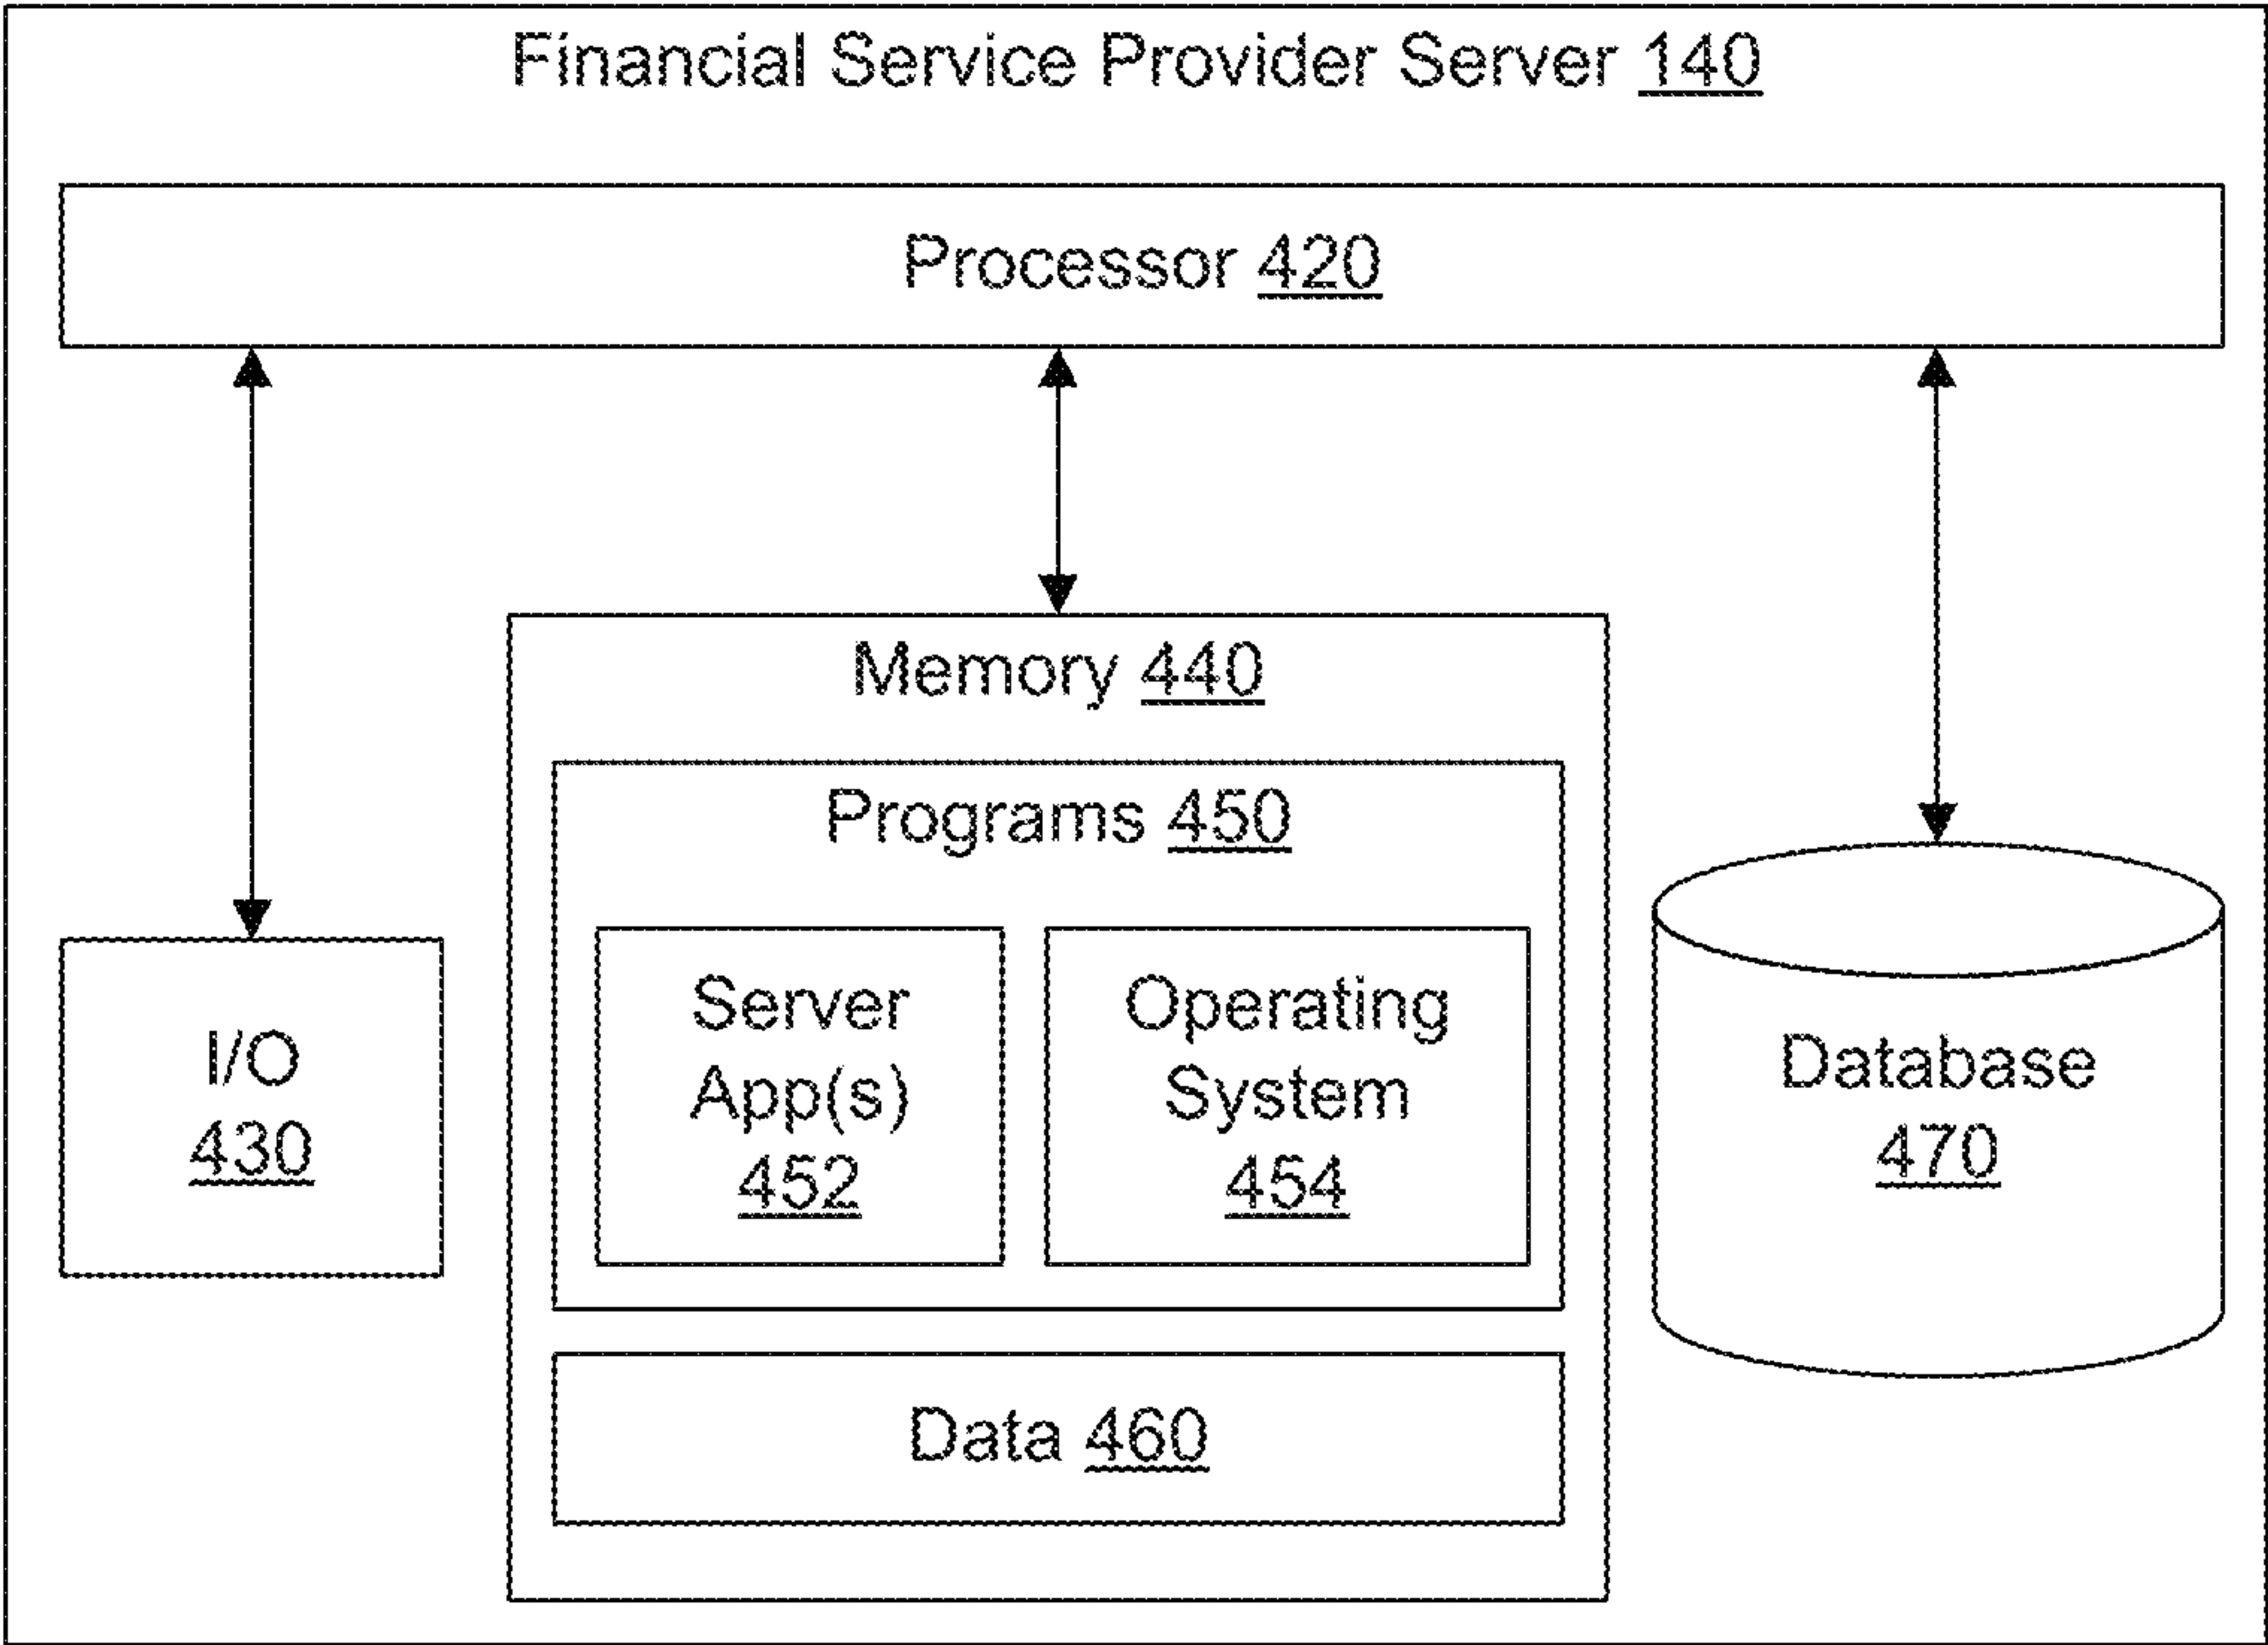 Financial Service Provider Server 140
Processor 420
Memory 440
Programs 450
Server
App(s)
452
Operating
System
454
Data 460
I/O
430
Database
470